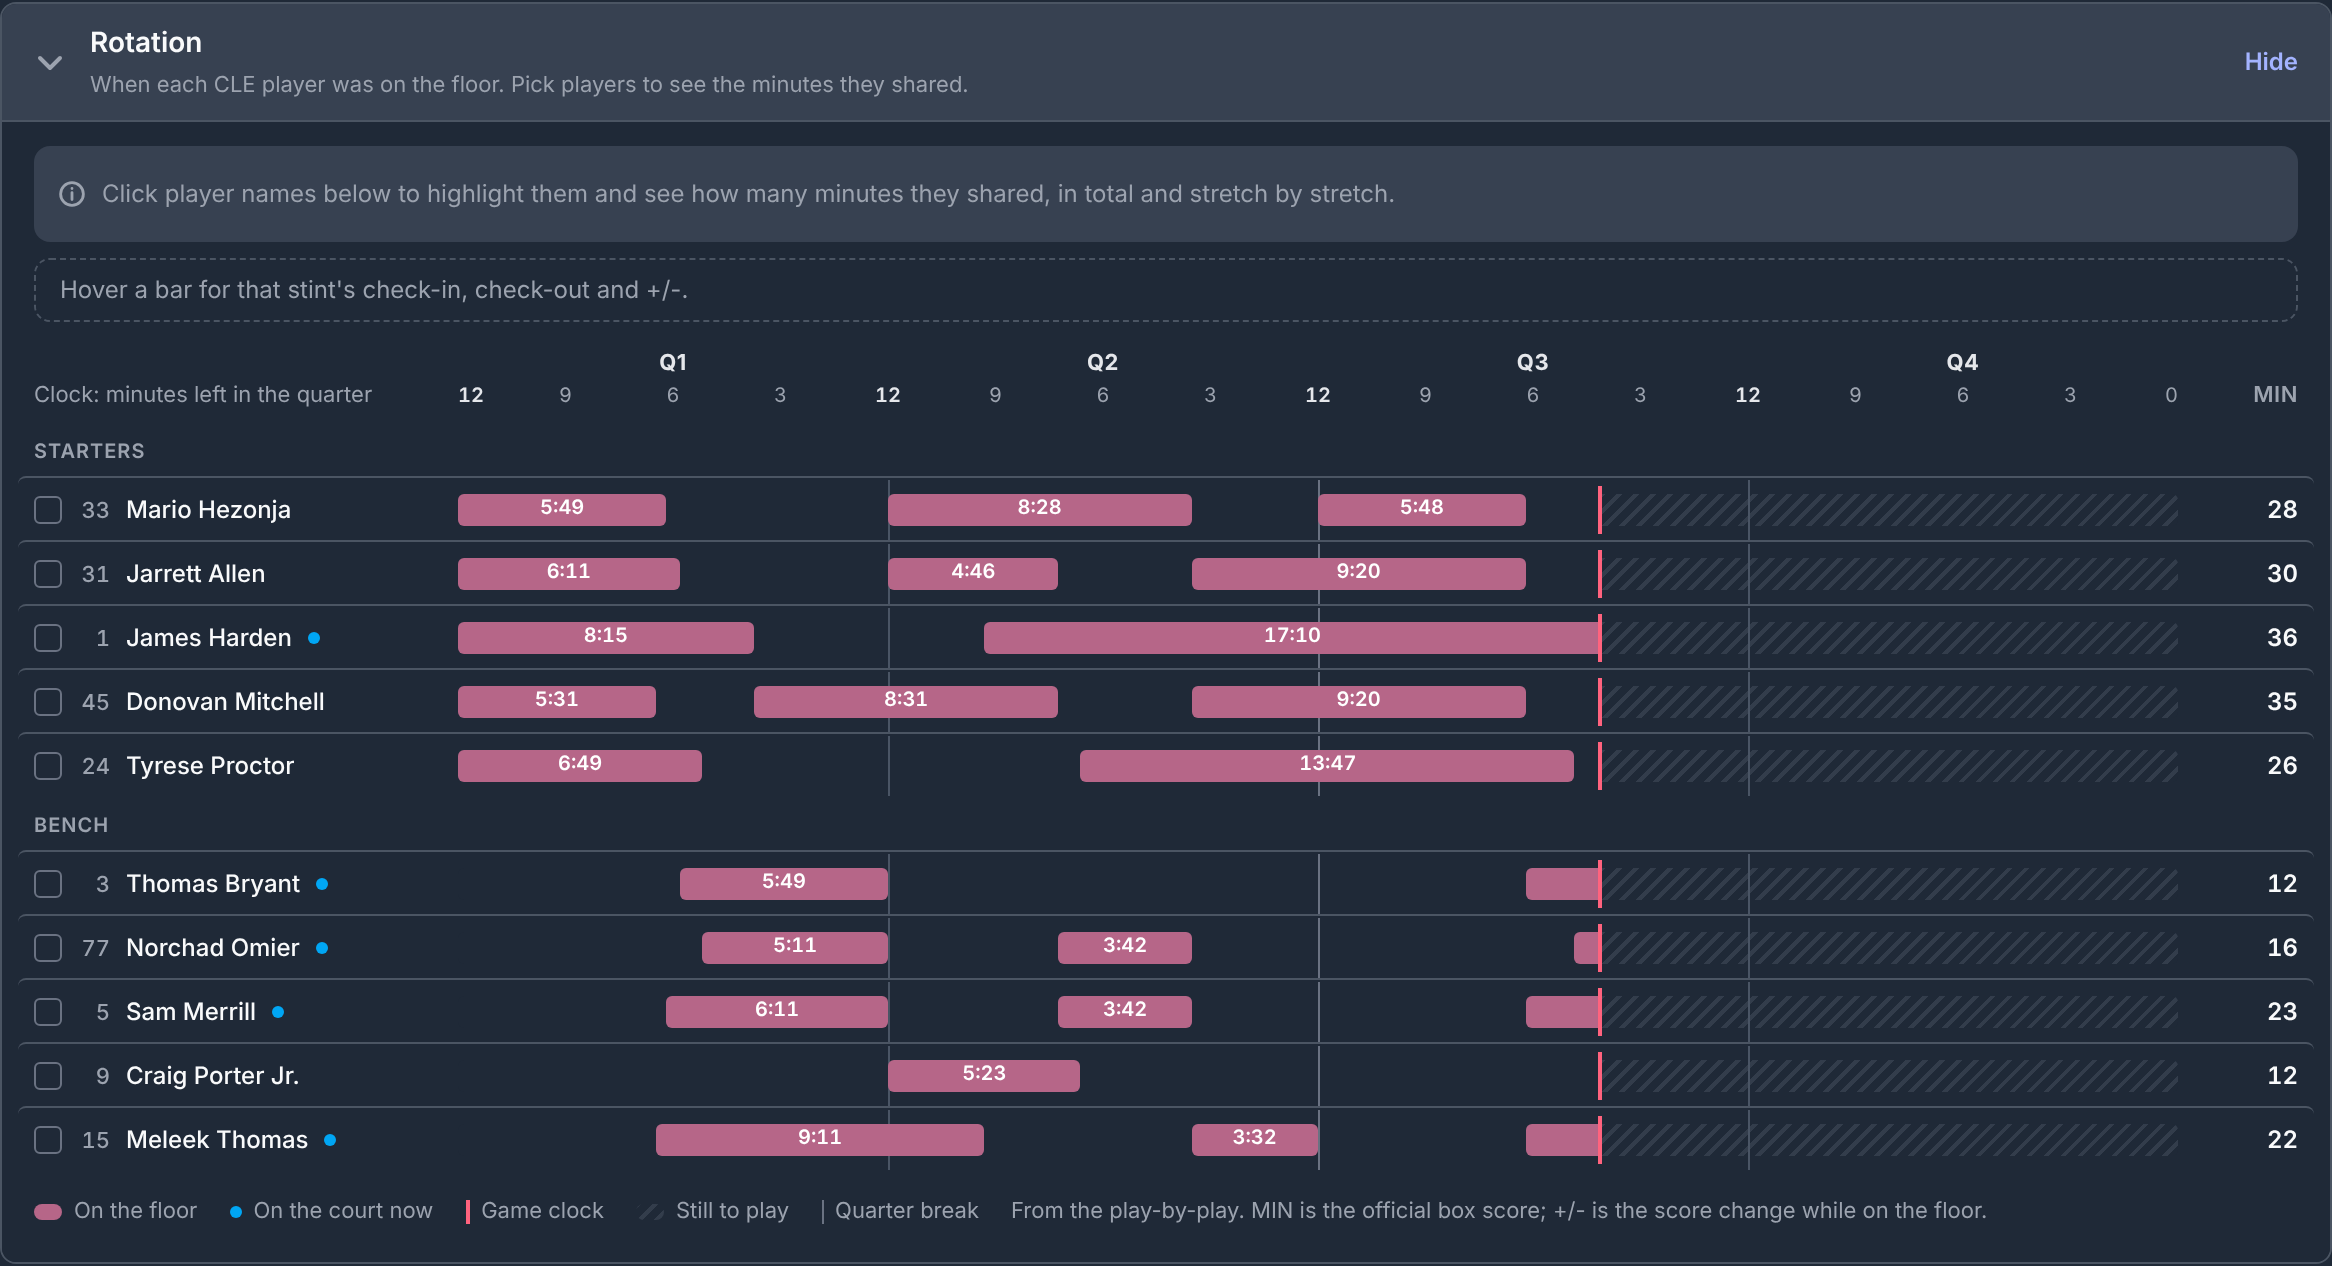 Rotation
When each CLE player was on the floor. Pick players to see the minutes they shared.
Hide
Click player names below to highlight them and see how many minutes they shared, in total and stretch by stretch.
Hover a bar for that stint's check-in, check-out and +/-.
Q1 Q2 Q3 Q4
Clock: minutes left in the quarter 12 9 6 3 12 9 6 3 12 9 6 3 12 9 6 3 0 MIN
STARTERS
33 Mario Hezonja 5:49 8:28 5:48 28
31 Jarrett Allen 6:11 4:46 9:20 30
1 James Harden 8:15 17:10 36
45 Donovan Mitchell 5:31 8:31 9:20 35
24 Tyrese Proctor 6:49 13:47 26
BENCH
3 Thomas Bryant 5:49 12
77 Norchad Omier 5:11 3:42 16
5 Sam Merrill 6:11 3:42 23
9 Craig Porter Jr. 5:23 12
15 Meleek Thomas 9:11 3:32 22
On the floor On the court now Game clock Still to play Quarter break From the play-by-play. MIN is the official box score; +/- is the score change while on the floor.